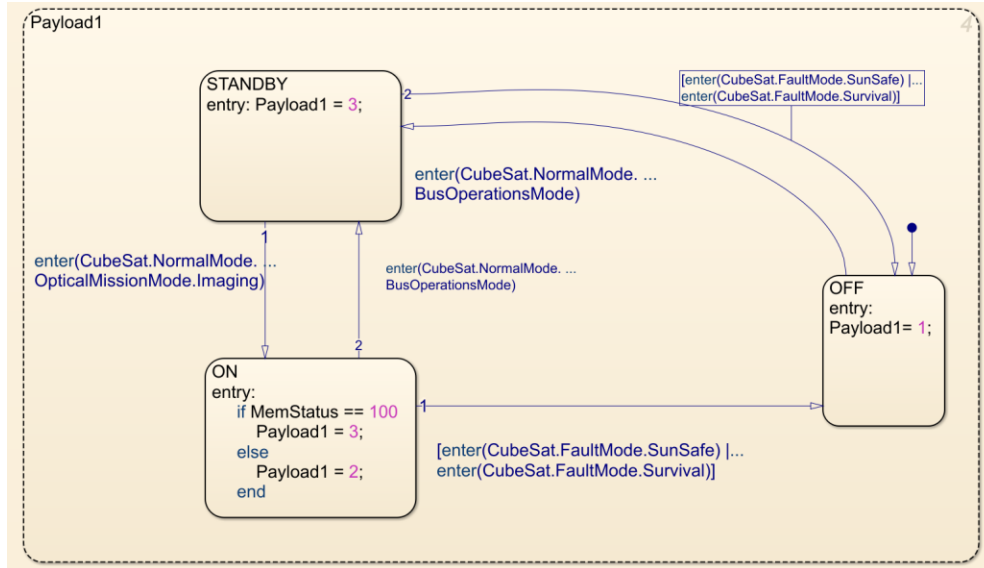 Payload1
4
STANDBY
entry: Payload1 = 3;
2
[enter(CubeSat.FaultMode.SunSafe) |...
enter(CubeSat.FaultMode.Survival)]
enter(CubeSat.NormalMode. ...
BusOperationsMode)
1
enter(CubeSat.NormalMode. ...
OpticalMissionMode.Imaging)
enter(CubeSat.NormalMode. ...
BusOperationsMode)
2
OFF
entry:
Payload1= 1;
ON
entry:
if MemStatus == 100
Payload1 = 3;
else
Payload1 = 2;
end
1
[enter(CubeSat.FaultMode.SunSafe) |...
enter(CubeSat.FaultMode.Survival)]